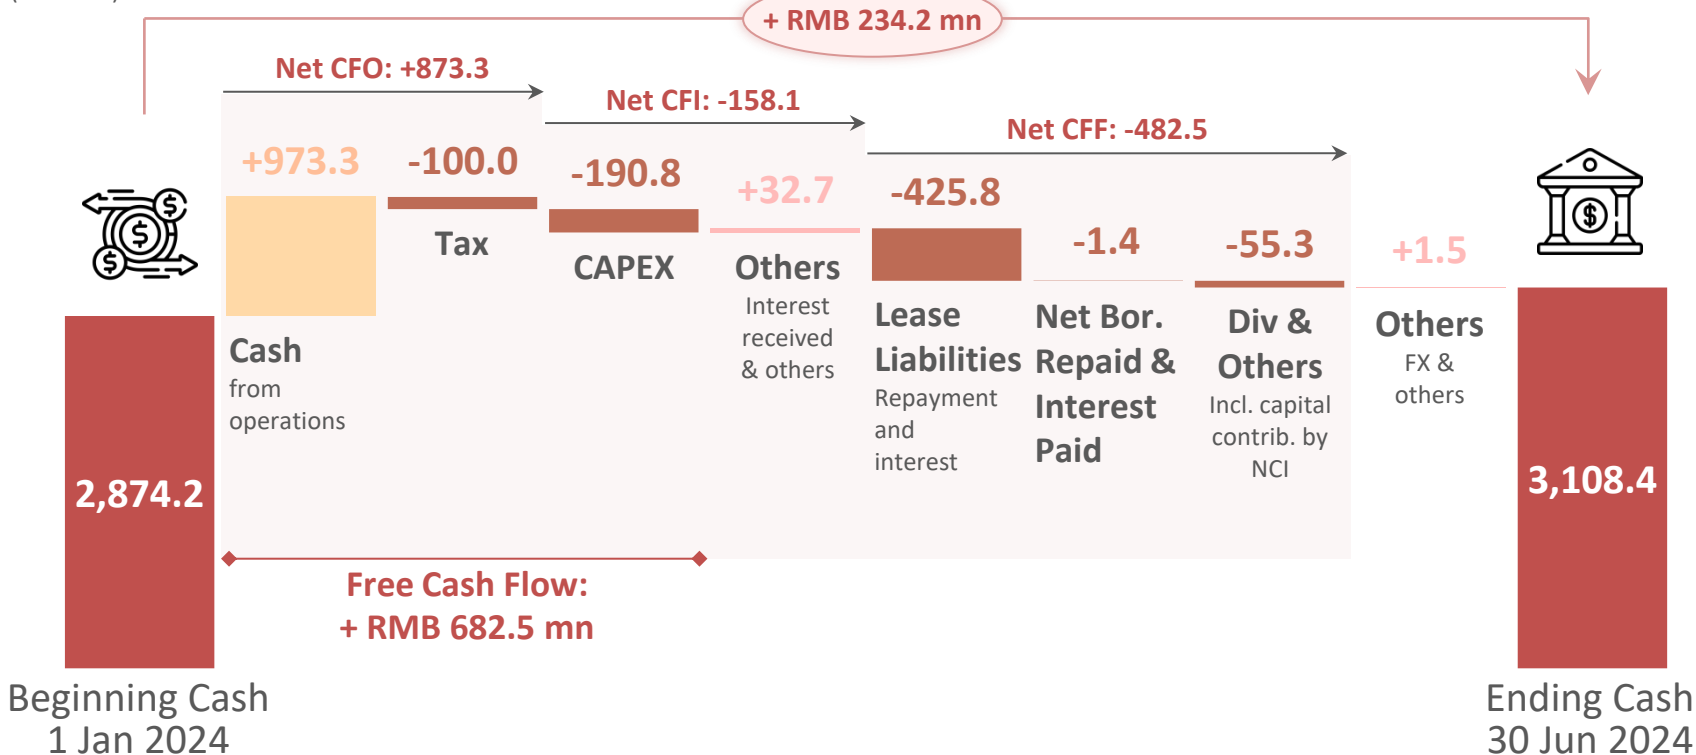 + RMB 234.2 mn
Net CFO: +873.3
Net CFI: -158.1
Net CFF: -482.5
+973.3
-100.0
-190.8
+32.7
-425.8
-1.4
-55.3
+1.5
Cash
from
operations
Tax
CAPEX
Others
Interest
received
& others
Lease
Liabilities
Repayment
and
interest
Net Bor.
Repaid &
Interest
Paid
Div &
Others
Incl. capital
contrib. by
NCI
Others
FX &
others
2,874.2
3,108.4
Free Cash Flow:
+ RMB 682.5 mn
Beginning Cash
1 Jan 2024
Ending Cash
30 Jun 2024